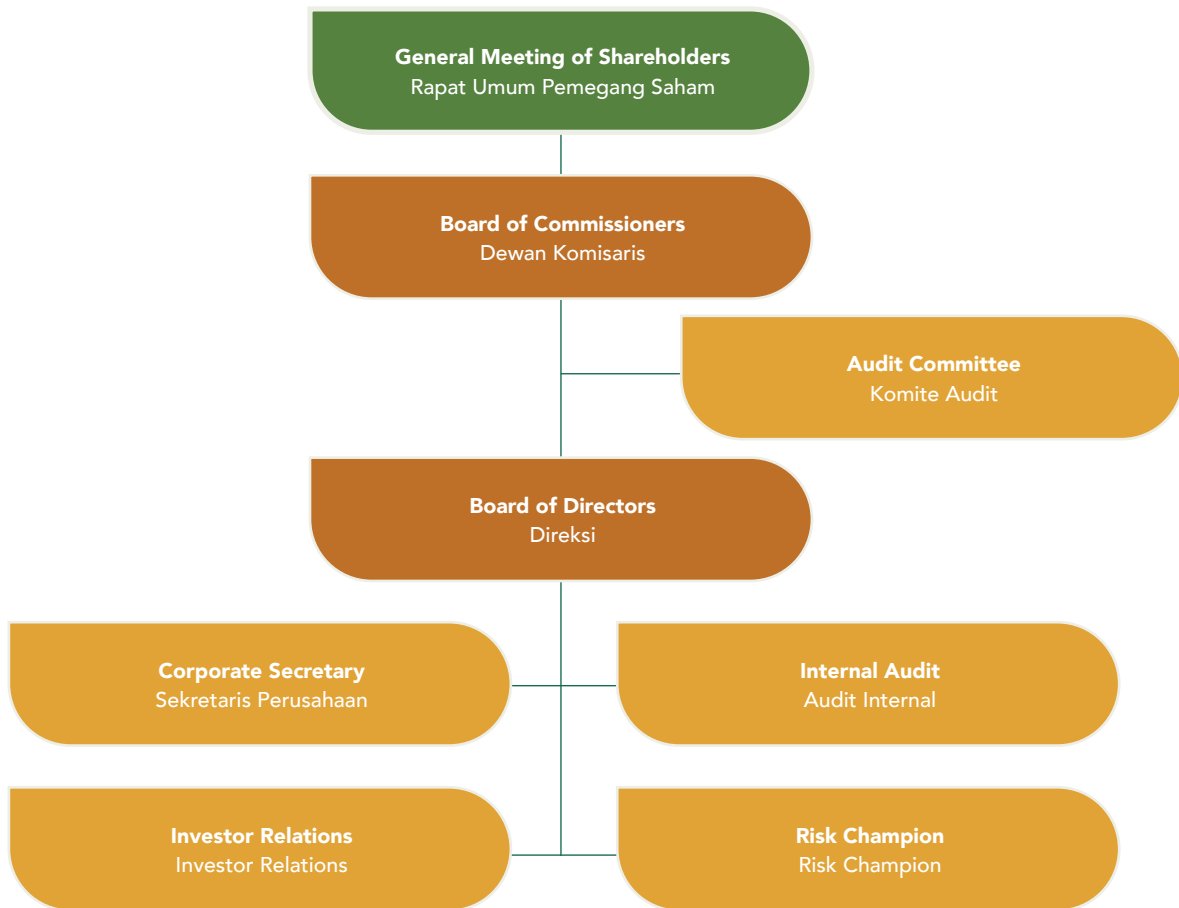 General Meeting of Shareholders
Rapat Umum Pemegang Saham
Board of Commissioners
Dewan Komisaris
Audit Committee
Komite Audit
Board of Directors
Direksi
Corporate Secretary
Sekretaris Perusahaan
Internal Audit
Audit Internal
Investor Relations
Investor Relations
Risk Champion
Risk Champion